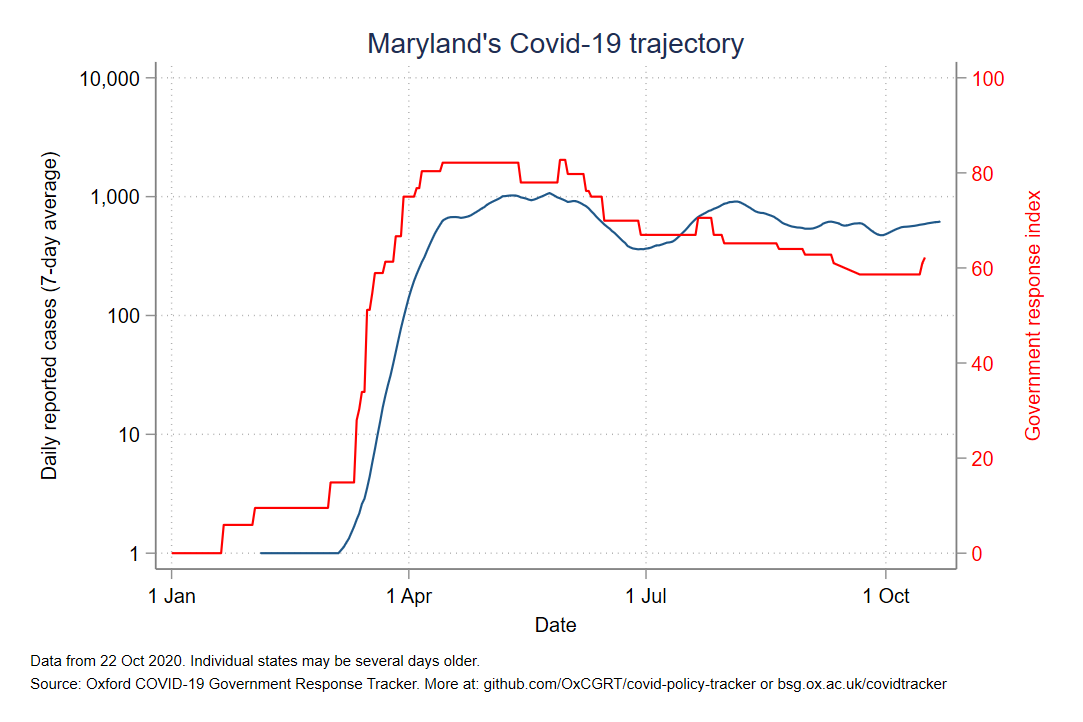 Maryland's Covid-19 trajectory
10,000
1,000
100
10
1
Daily reported cases (7-day average)
100
80
60
40
20
0
Government response index
1 Jan
1 Apr
1 Jul
1 Oct
Date
Data from 22 Oct 2020. Individual states may be several days older.
Source: Oxford COVID-19 Government Response Tracker. More at: github.com/OxCGRT/covid-policy-tracker or bsg.ox.ac.uk/covidtracker